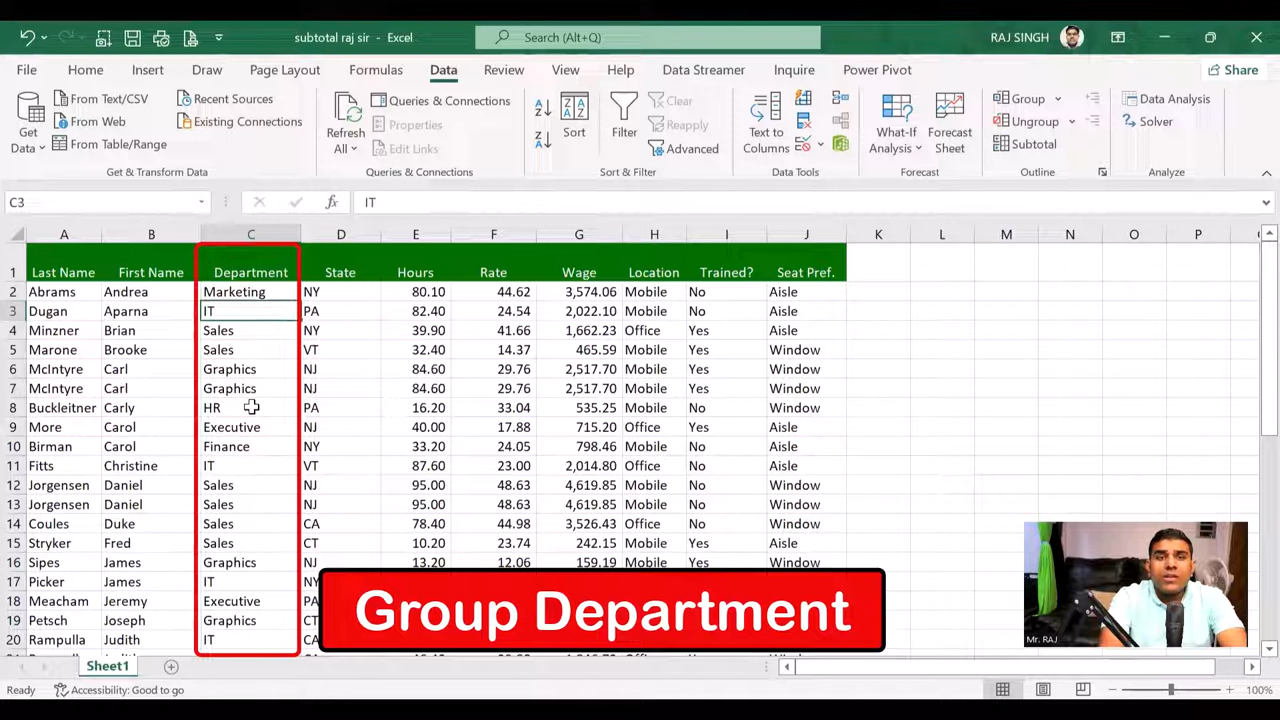 subtotal raj sir - Excel
Search (Alt+Q)
RAJ SINGH
File Home Insert Draw Page Layout Formulas Data Review View Help Data Streamer Inquire Power Pivot Share
Get Data
From Text/CSV
From Web
From Table/Range
Recent Sources
Existing Connections
Get & Transform Data
Refresh All
Queries & Connections
Properties
Edit Links
Queries & Connections
Sort
Filter
Clear
Reapply
Advanced
Sort & Filter
Text to Columns
Data Tools
What-If Analysis
Forecast Sheet
Forecast
Group
Ungroup
Subtotal
Outline
Data Analysis
Solver
Analyze
C3 fx IT
A B C D E F G H I J K L M N O P
1 Last Name First Name Department State Hours Rate Wage Location Trained? Seat Pref.
2 Abrams Andrea Marketing NY 80.10 44.62 3,574.06 Mobile No Aisle
3 Dugan Aparna IT PA 82.40 24.54 2,022.10 Mobile No Aisle
4 Minzner Brian Sales NY 39.90 41.66 1,662.23 Office Yes Aisle
5 Marone Brooke Sales VT 32.40 14.37 465.59 Mobile Yes Window
6 McIntyre Carl Graphics NJ 84.60 29.76 2,517.70 Mobile Yes Window
7 McIntyre Carl Graphics NJ 84.60 29.76 2,517.70 Mobile Yes Window
8 Buckleitner Carly HR PA 16.20 33.04 535.25 Mobile No Window
9 More Carol Executive NJ 40.00 17.88 715.20 Office Yes Aisle
10 Birman Carol Finance NY 33.20 24.05 798.46 Mobile No Aisle
11 Fitts Christine IT VT 87.60 23.00 2,014.80 Office No Aisle
12 Jorgensen Daniel Sales NJ 95.00 48.63 4,619.85 Mobile No Window
13 Jorgensen Daniel Sales NJ 95.00 48.63 4,619.85 Mobile No Window
14 Coules Duke Sales CA 78.40 44.98 3,526.43 Office No Window
15 Stryker Fred Sales CT 10.20 23.74 242.15 Mobile Yes Aisle
16 Sipes James Graphics NJ 13.20 12.06 159.19 Mobile Yes Window
17 Picker James IT NY
18 Meacham Jeremy Executive PA
19 Petsch Joseph Graphics CT
20 Rampulla Judith IT CA
Group Department
Mr. RAJ
Sheet1
Ready Accessibility: Good to go 100%